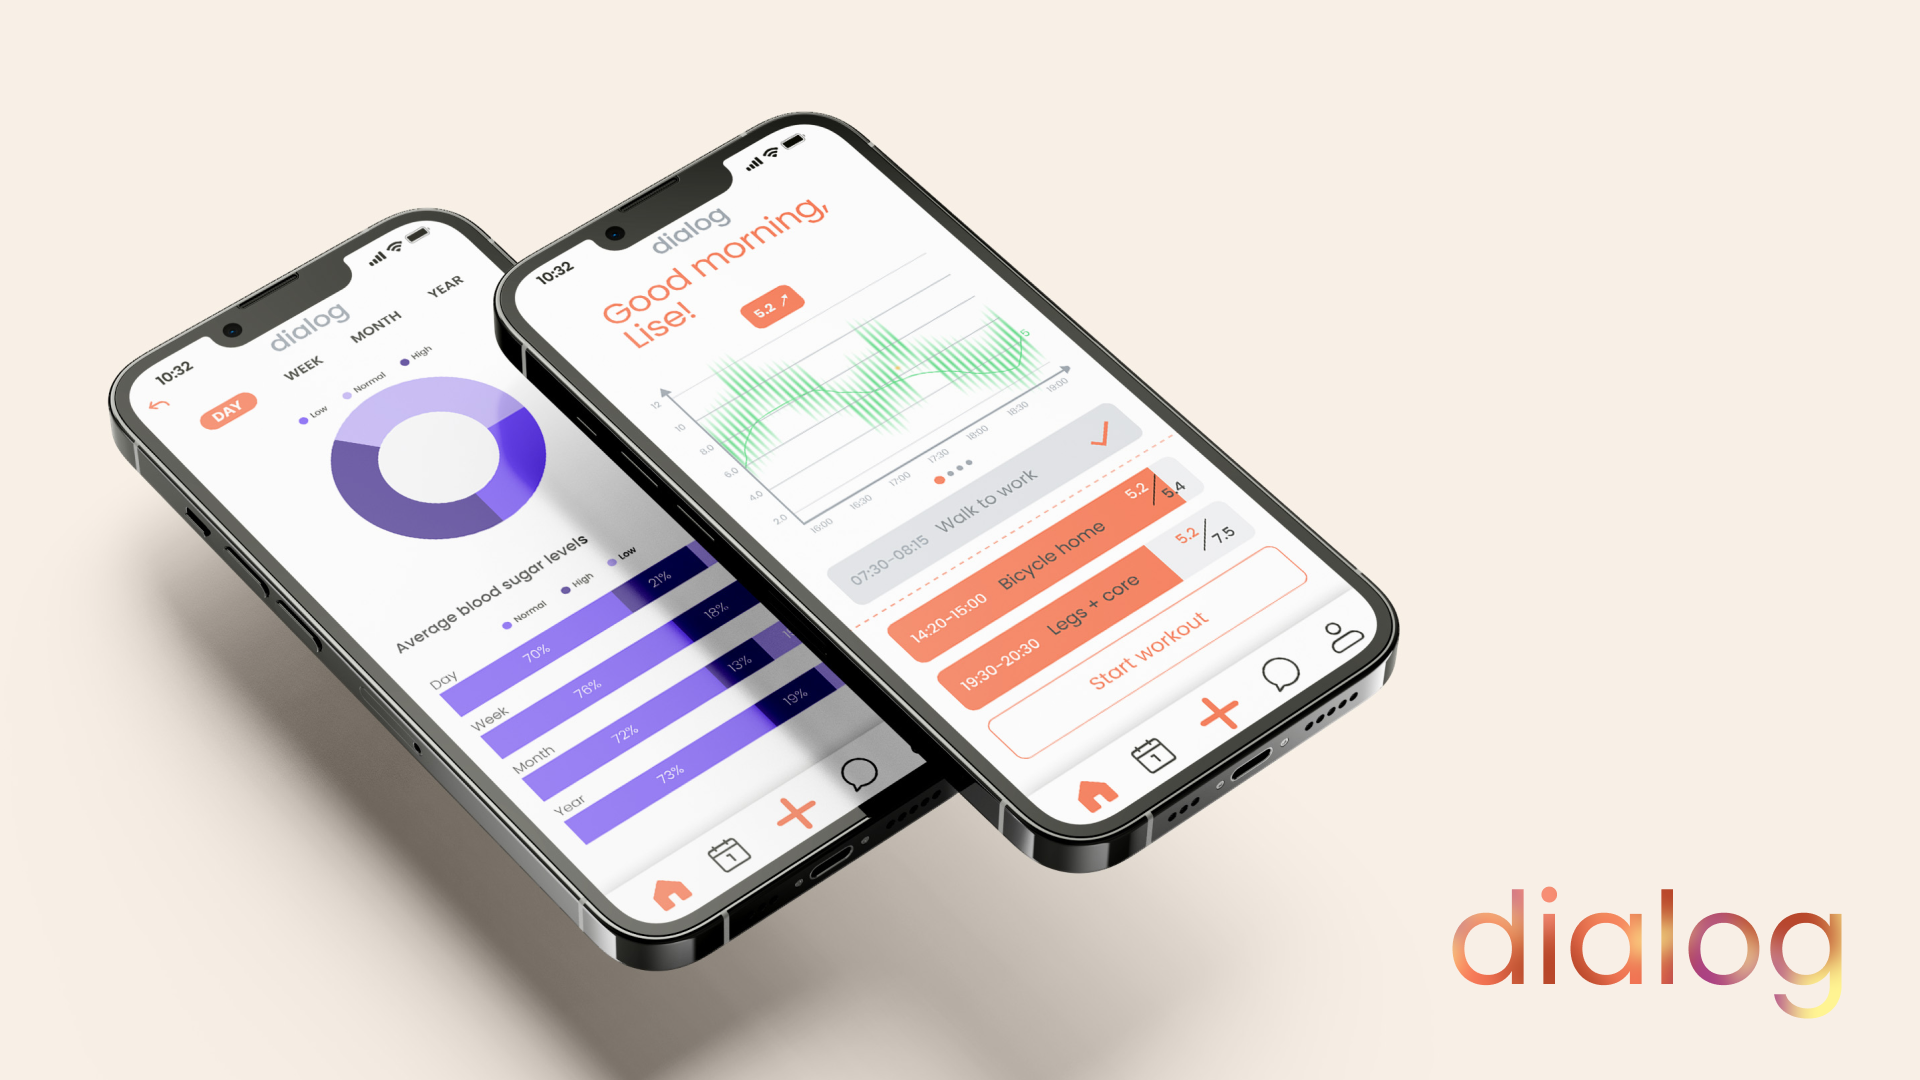 10:32
dialog
DAY
WEEK
MONTH
YEAR
Low
Normal
High
Average blood sugar levels
Normal
High
Low
Day
70%
21%
Week
76%
18%
Month
72%
13%
Year
73%
19%
1
10:32
dialog
Good morning,
Lise!
5.2
5
12
10
8.0
6.0
4.0
2.0
16:00
16:30
17:00
17:30
18:00
18:30
19:00
07:30-08:15 Walk to work
14:20-15:00 Bicycle home 5.2/5.4
19:30-20:30 Legs + core 5.2/7.5
Start workout
1
dialog